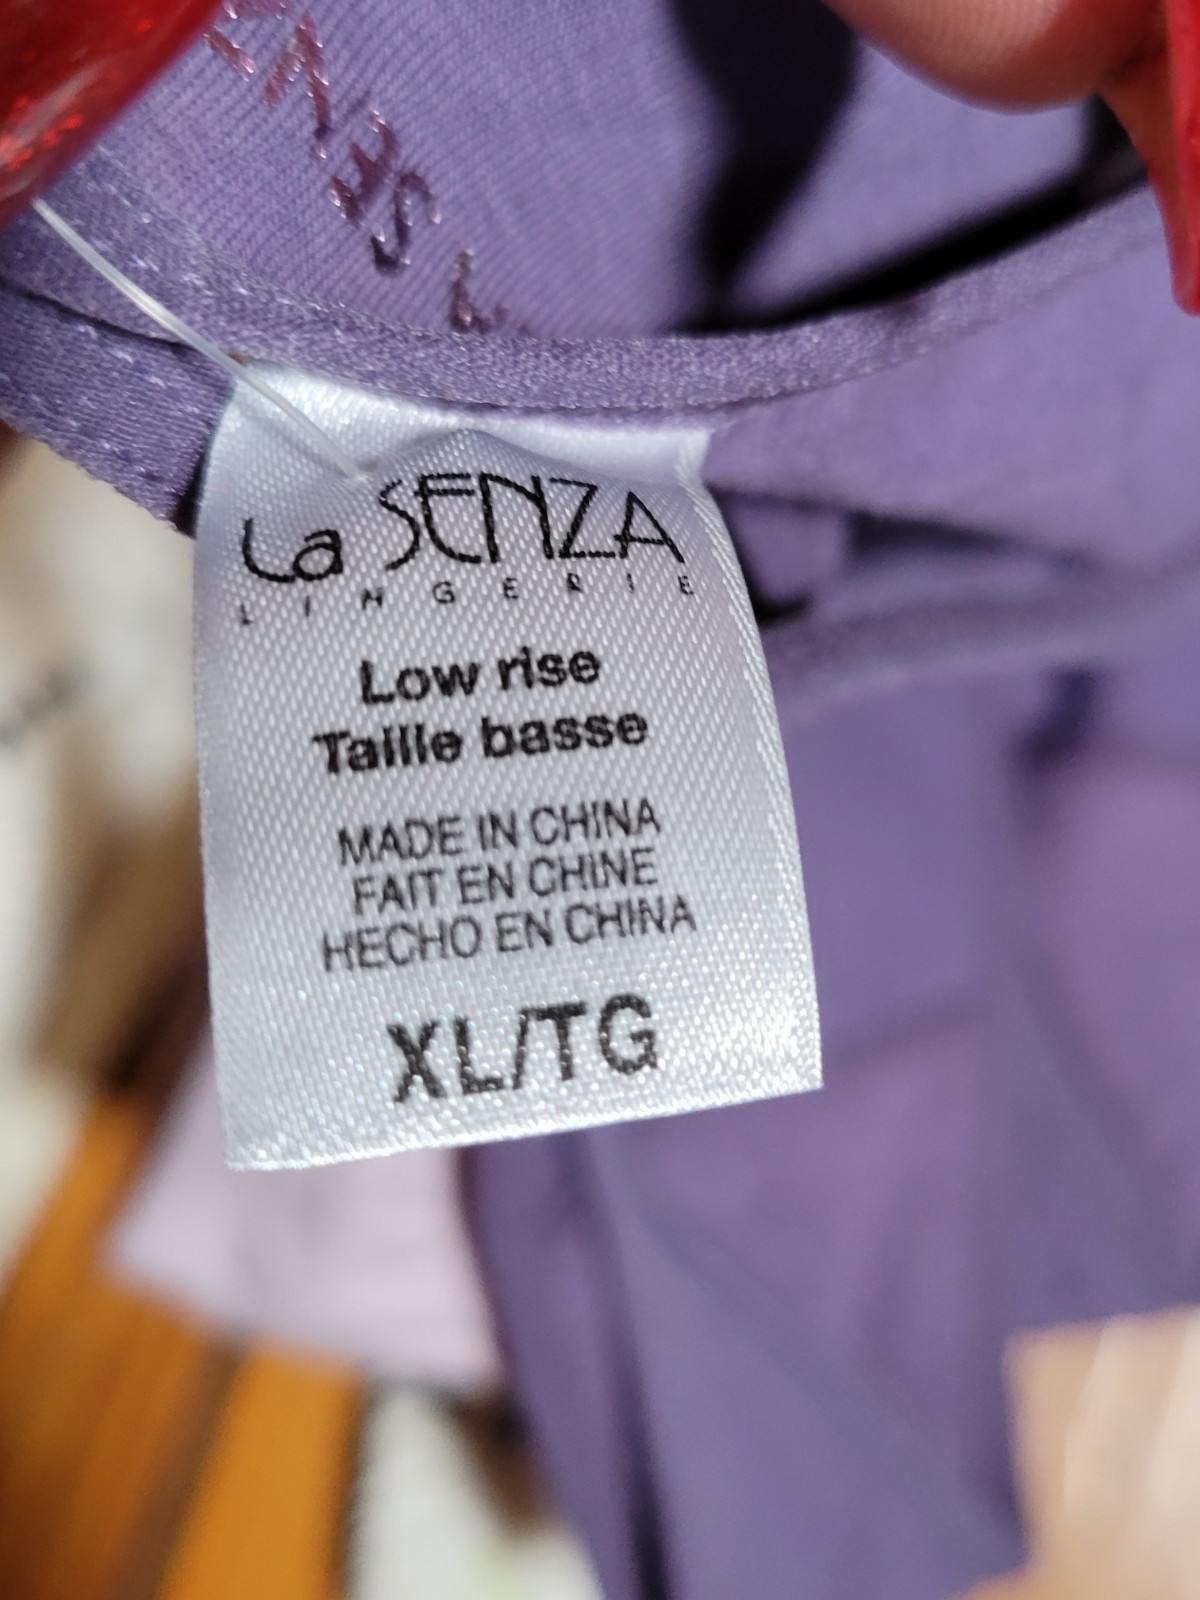 La SENZA
LINGERIE
Low rise
Taille basse
MADE IN CHINA
FAIT EN CHINE
HECHO EN CHINA
XL/TG